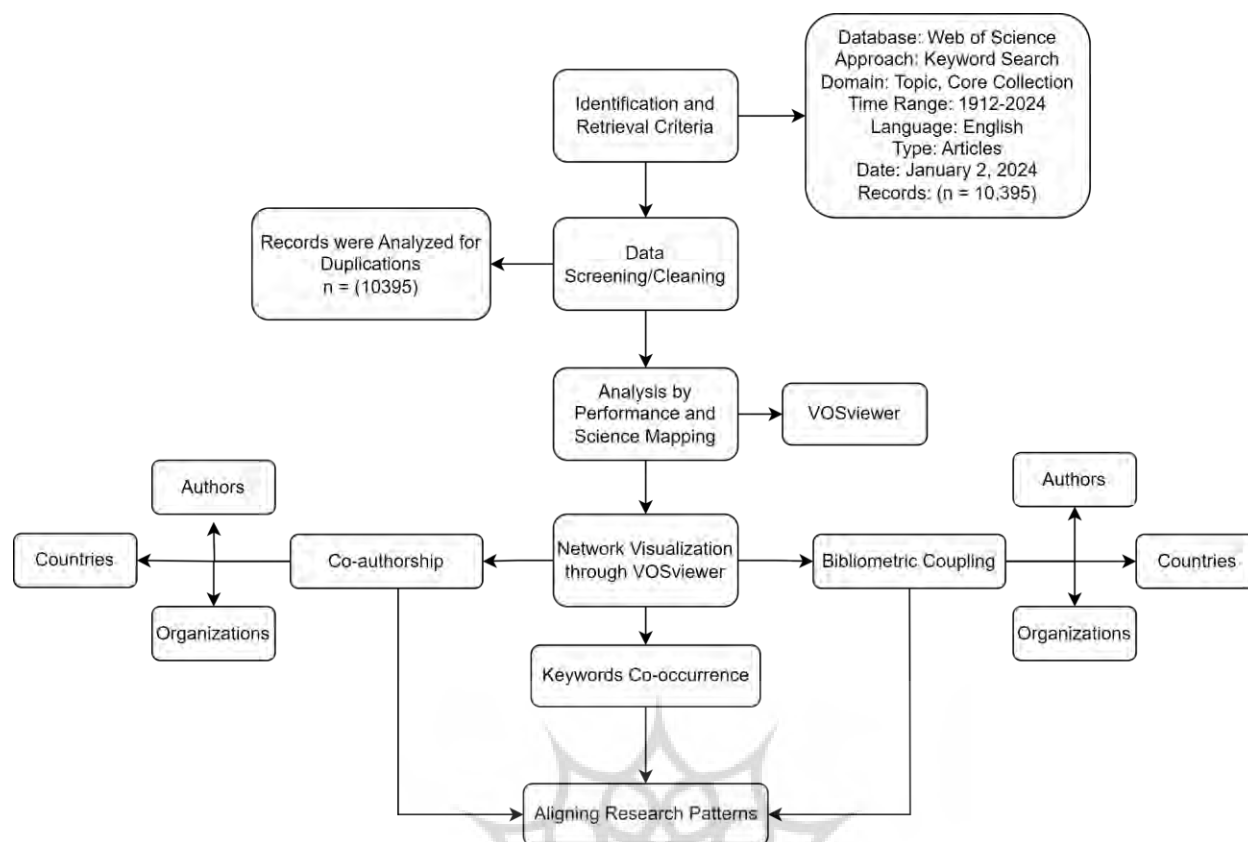 Identification and
Retrieval Criteria
Database: Web of Science
Approach: Keyword Search
Domain: Topic, Core Collection
Time Range: 1912-2024
Language: English
Type: Articles
Date: January 2, 2024
Records: (n = 10,395)
Records were Analyzed for
Duplications
n = (10395)
Data
Screening/Cleaning
Analysis by
Performance and
Science Mapping
VOSviewer
Authors
Countries
Organizations
Co-authorship
Network Visualization
through VOSviewer
Bibliometric Coupling
Authors
Countries
Organizations
Keywords Co-occurrence
Aligning Research Patterns